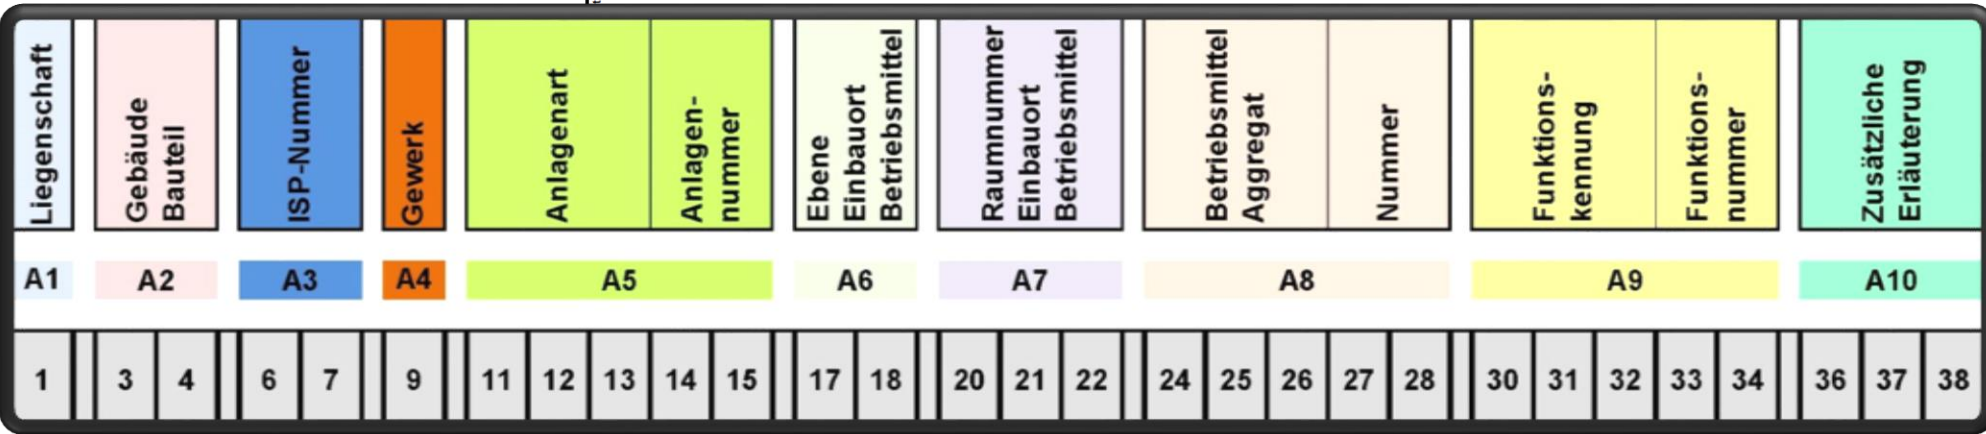 Liegenschaft
Gebäude
Bauteil
ISP-Nummer
Gewerk
Anlagenart
Anlagen-
nummer
Ebene
Einbauort
Betriebsmittel
Raumnummer
Einbauort
Betriebsmittel
Betriebsmittel
Aggregat
Nummer
Funktions-
kennung
Funktions-
nummer
Zusätzliche
Erläuterung
A1 A2 A3 A4 A5 A6 A7 A8 A9 A10
1 3 4 6 7 9 11 12 13 14 15 17 18 20 21 22 24 25 26 27 28 30 31 32 33 34 36 37 38